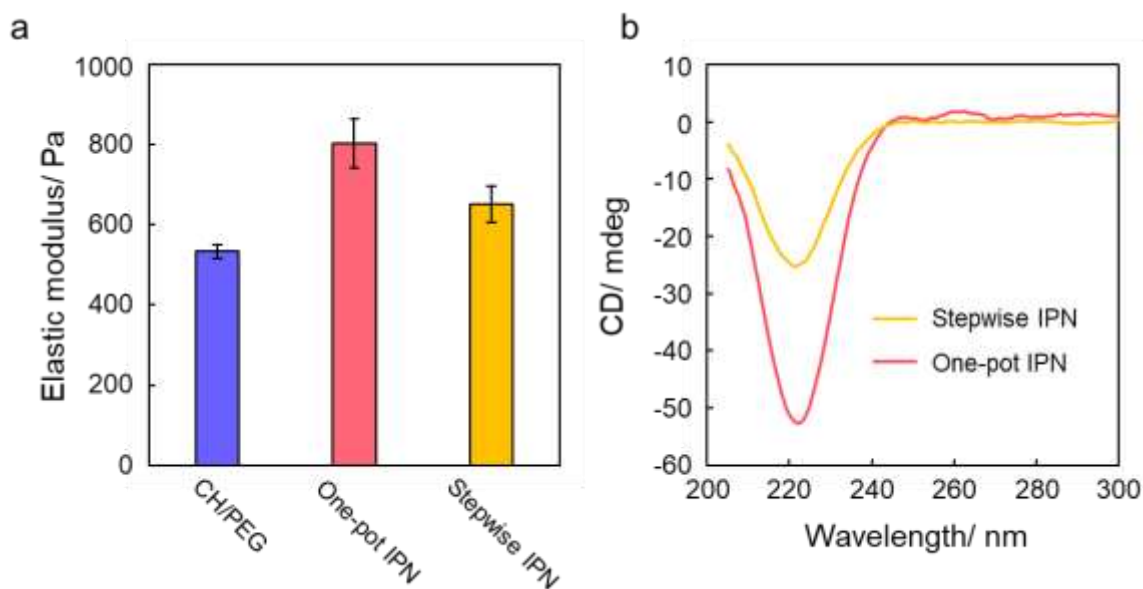 a
Elastic modulus/ Pa
1000
800
600
400
200
0
CH/PEG
One-pot IPN
Stepwise IPN
b
CD/ mdeg
10
0
-10
-20
-30
-40
-50
-60
Stepwise IPN
One-pot IPN
200 220 240 260 280 300
Wavelength/ nm